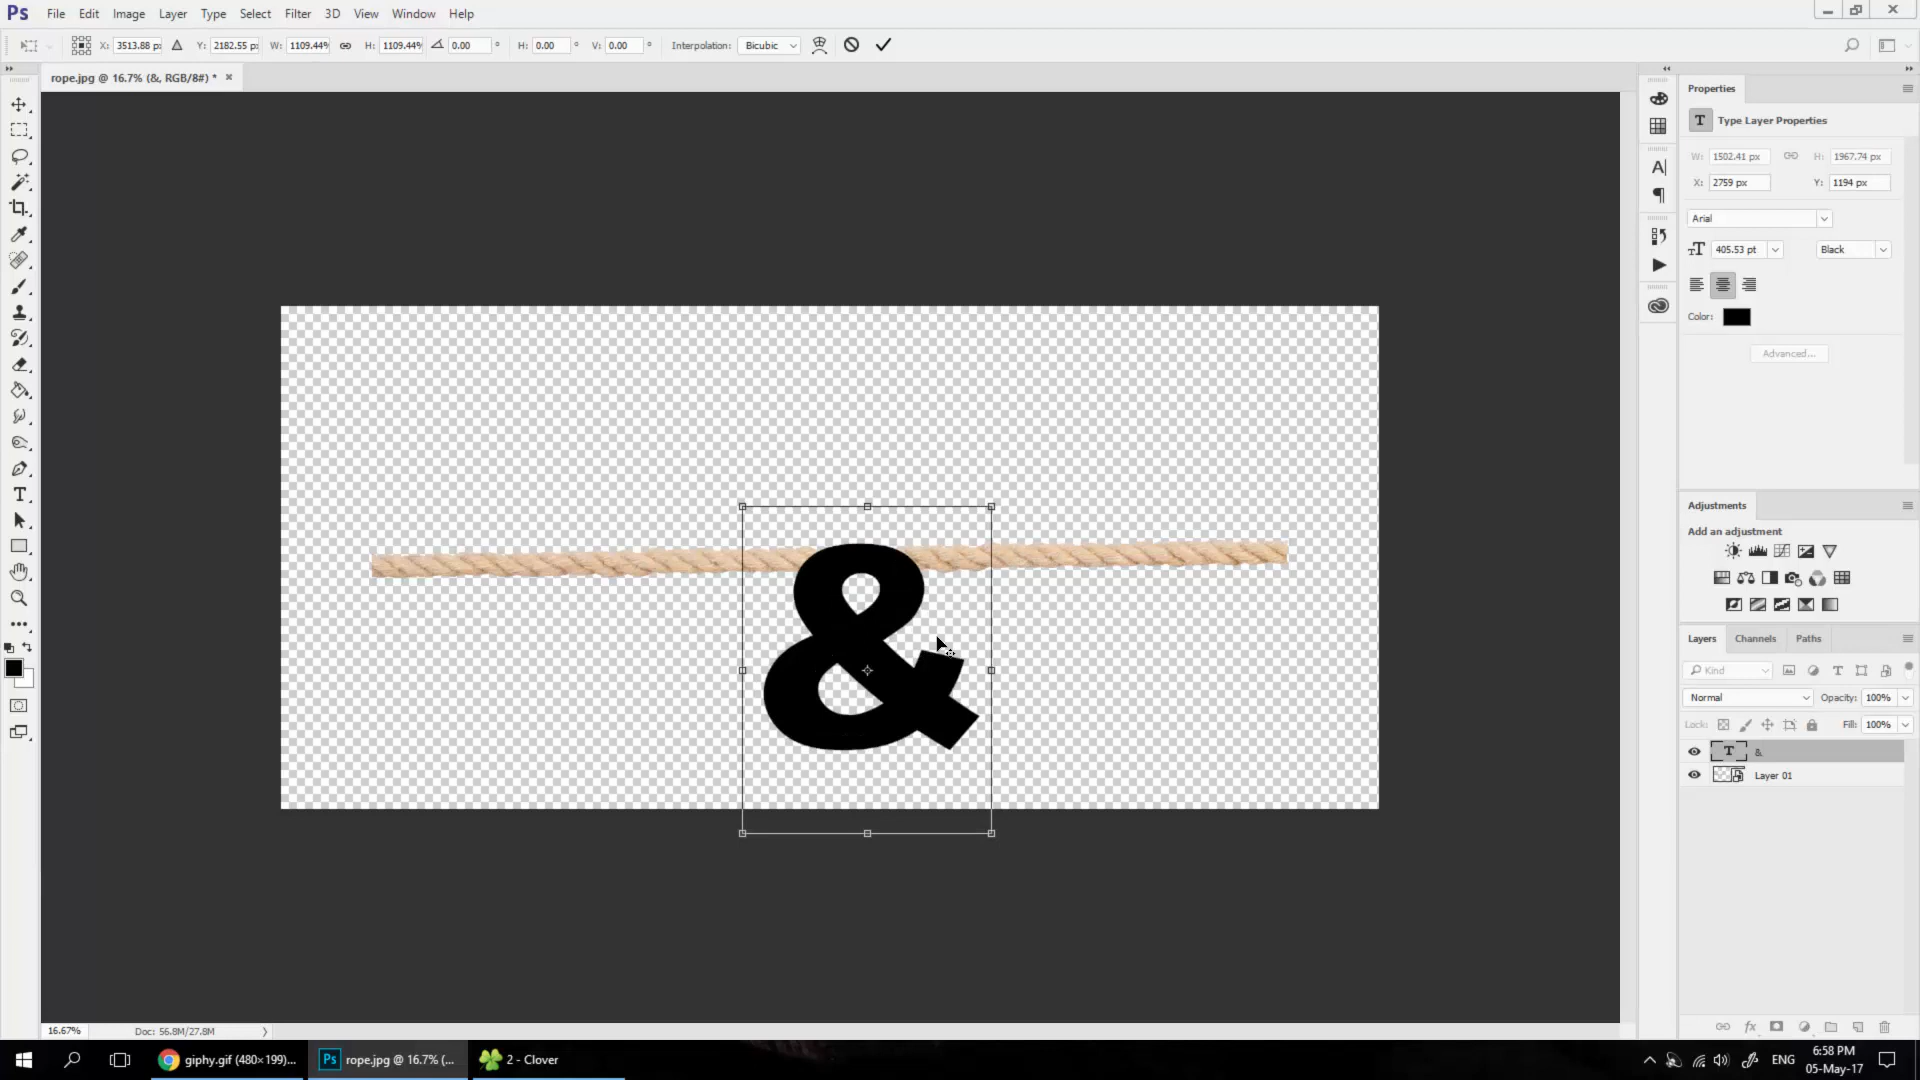 Ps File Edit Image Layer Type Select Filter 3D View Window Help
X: 3513.88 px Y: 2182.55 px W: 1109.44% H: 1109.44% 0.00 ° H: 0.00 ° V: 0.00 ° Interpolation: Bicubic
rope.jpg @ 16.7% (&, RGB/8#) *
Properties
T Type Layer Properties
W: 1502.41 px H: 1967.74 px
X: 2759 px Y: 1194 px
Arial
405.53 pt Black
Color:
Advanced...
&
Adjustments
Add an adjustment
Layers Channels Paths
Kind
Normal Opacity: 100%
Lock: Fill: 100%
T &
Layer 01
16.67% Doc: 56.8M/27.8M
giphy.gif (480×199)... Ps rope.jpg @ 16.7% (... 2 - Clover
ENG 6:58 PM
05-May-17